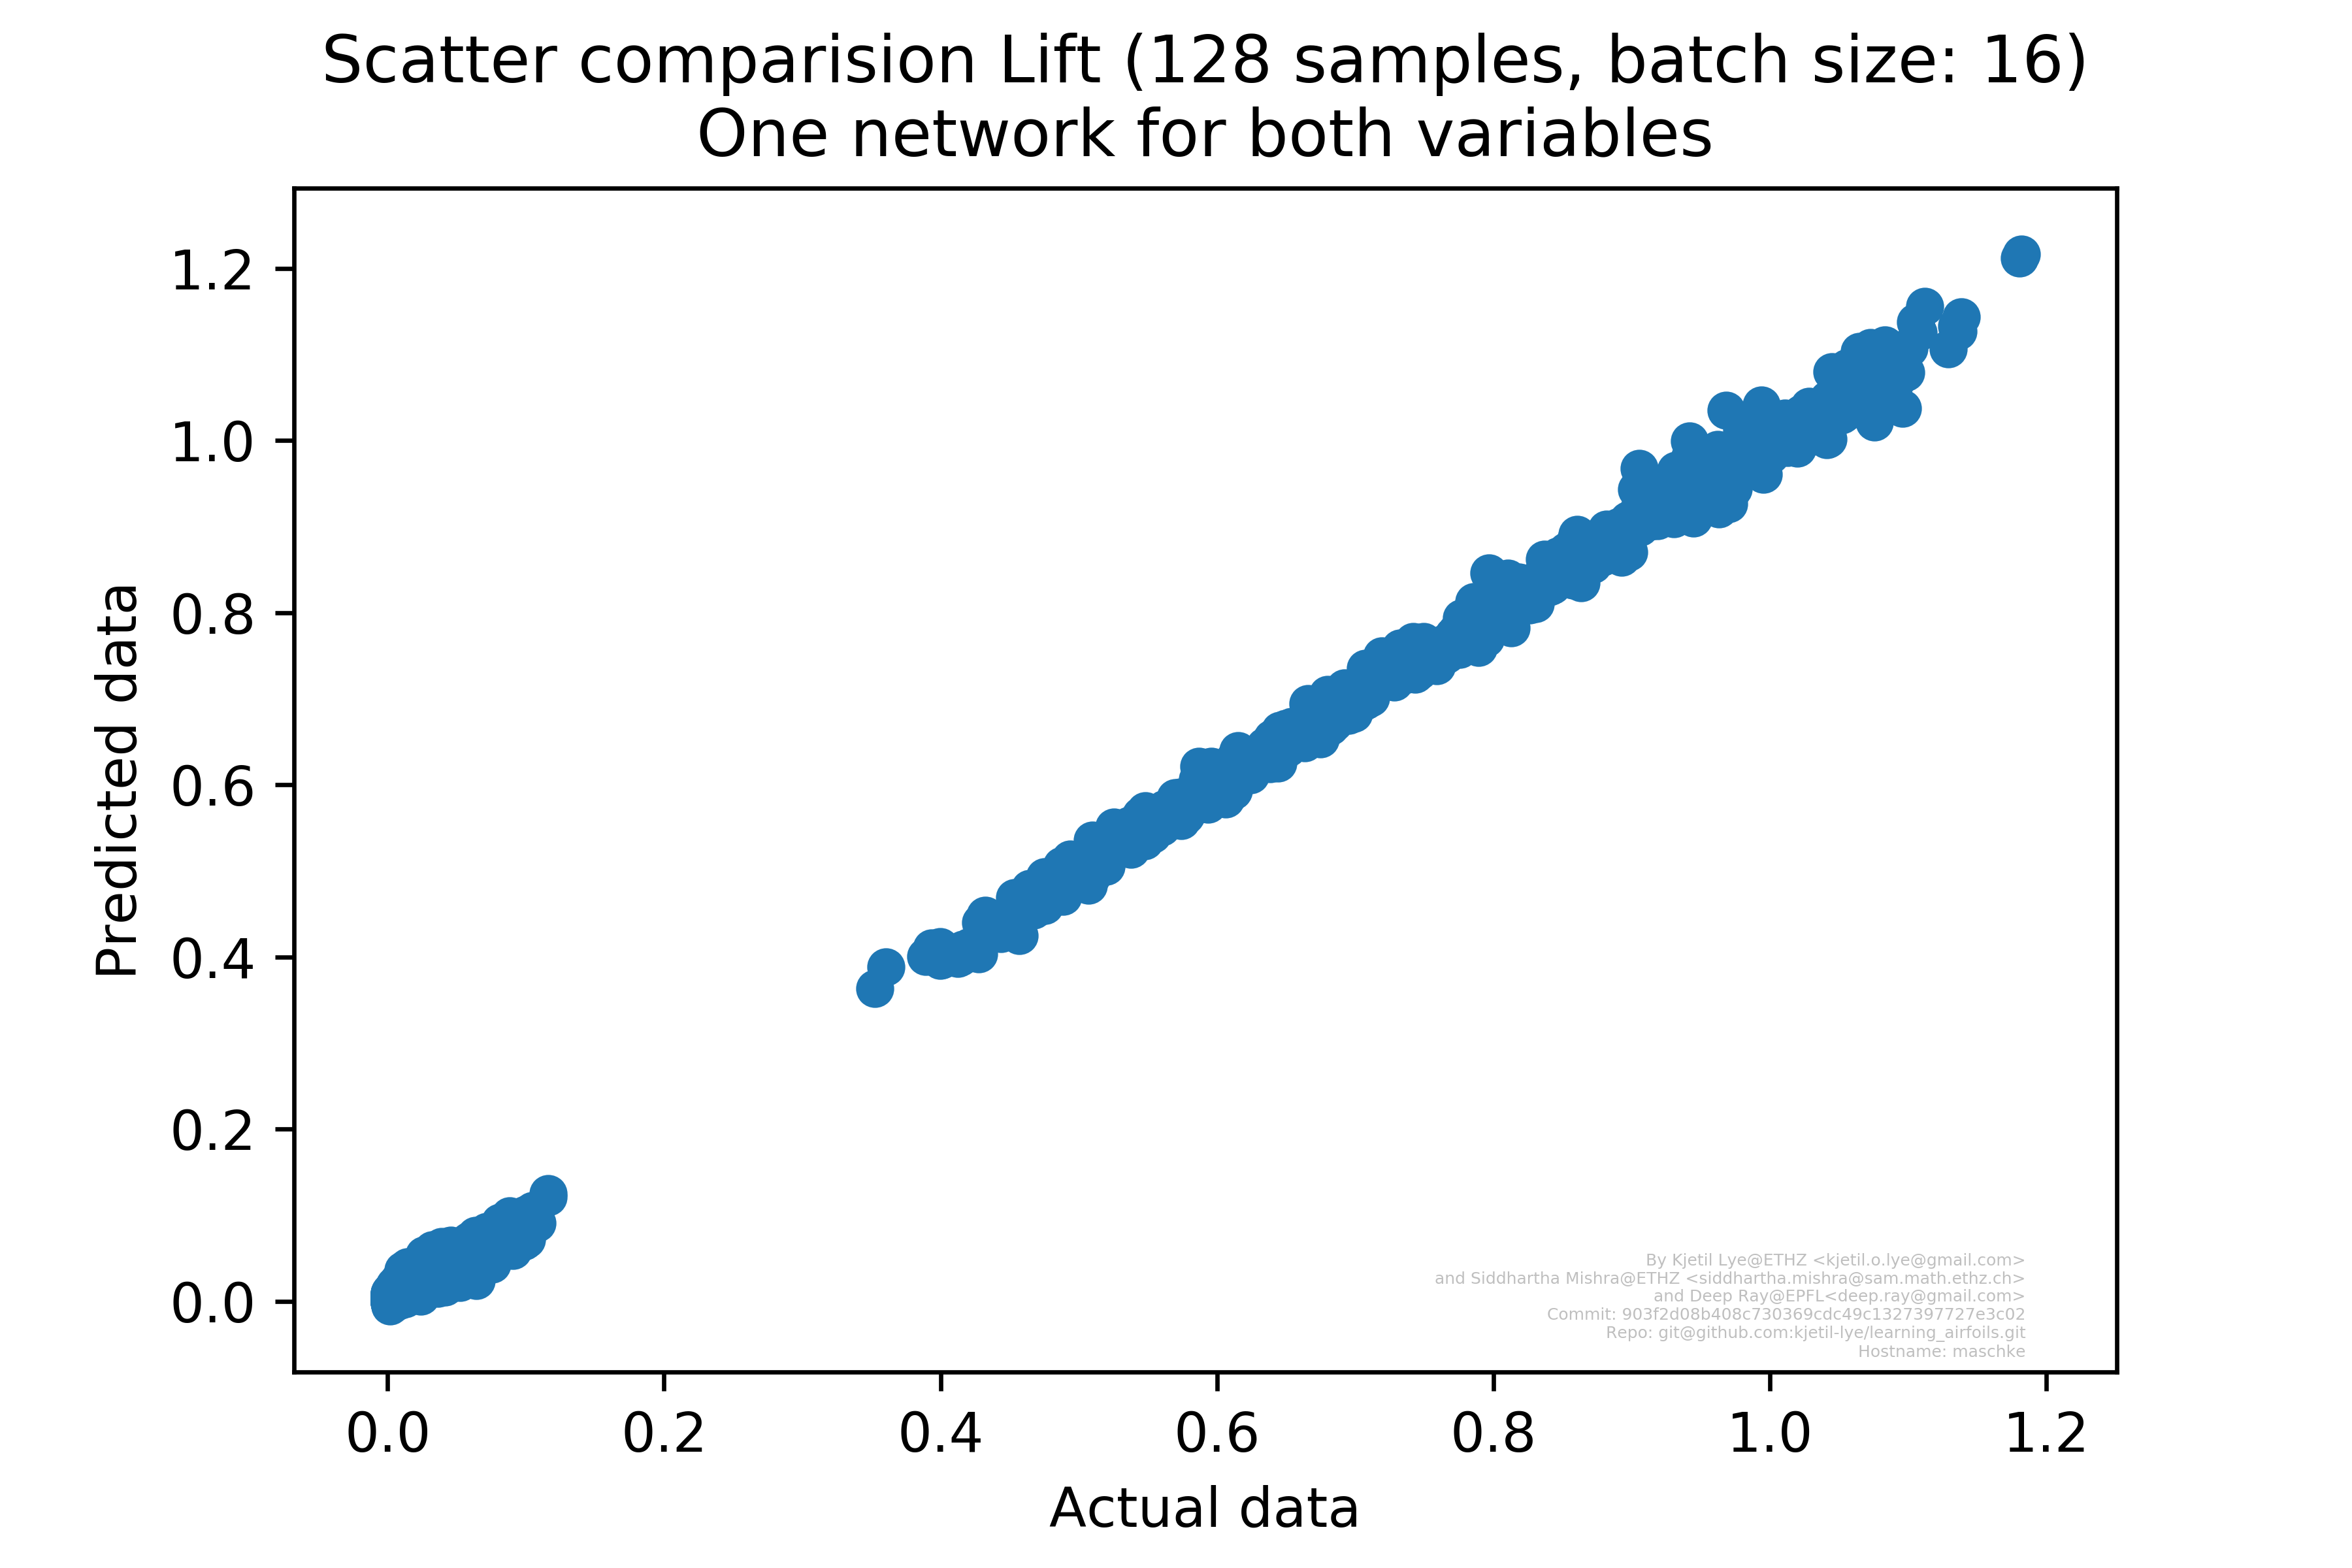 Scatter comparision Lift (128 samples, batch size: 16)
One network for both variables
1.2
1.0
0.8
0.6
0.4
0.2
0.0
Predicted data
0.0 0.2 0.4 0.6 0.8 1.0 1.2
Actual data
By Kjetil Lye@ETHZ <kjetil.o.lye@gmail.com>
and Siddhartha Mishra@ETHZ <siddhartha.mishra@sam.math.ethz.ch>
and Deep Ray@EPFL<deep.ray@gmail.com>
Commit: 903f2d08b408c730369cdc49c1327397727e3c02
Repo: git@github.com:kjetil-lye/learning_airfoils.git
Hostname: maschke